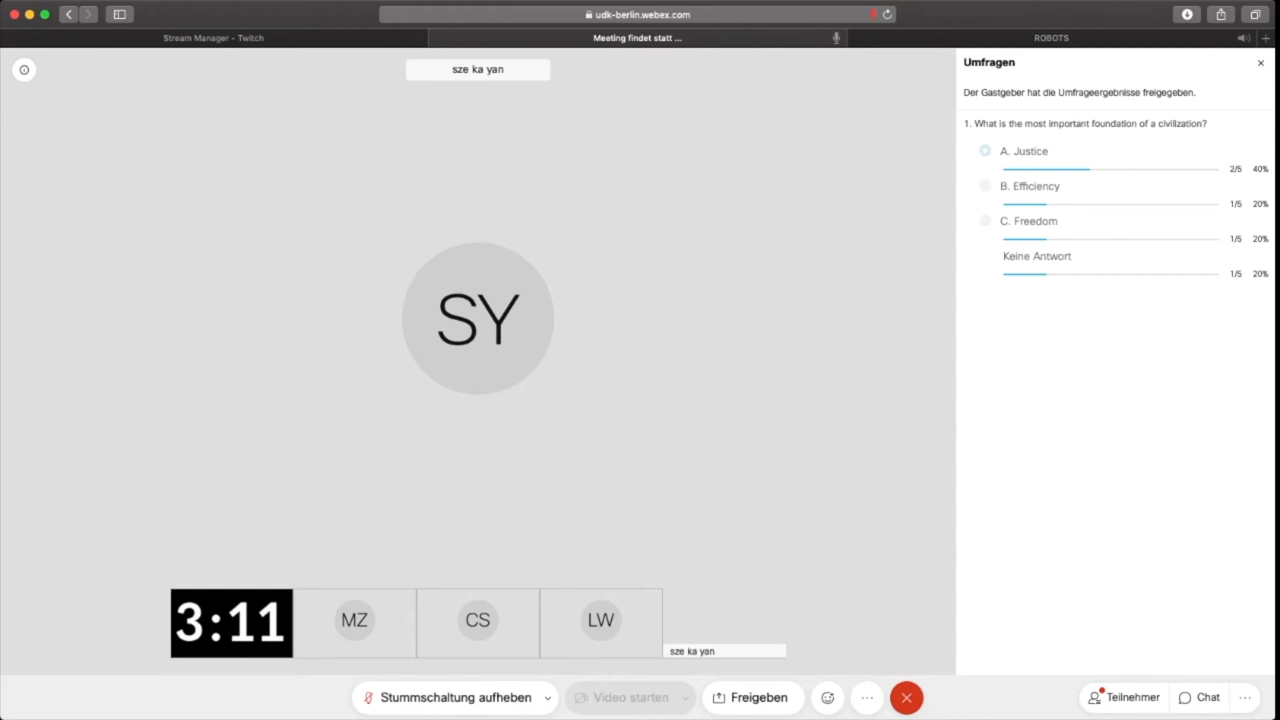 udk-berlin.webex.com
Stream Manager - Twitch
Meeting findet statt ...
ROBOTS
sze ka yan
SY
3:11
MZ
CS
LW
sze ka yan
Stummschaltung aufheben
Video starten
Freigeben
Umfragen
Der Gastgeber hat die Umfrageergebnisse freigegeben.
1. What is the most important foundation of a civilization?
A. Justice
2/5 40%
B. Efficiency
1/5 20%
C. Freedom
1/5 20%
Keine Antwort
1/5 20%
Teilnehmer
Chat